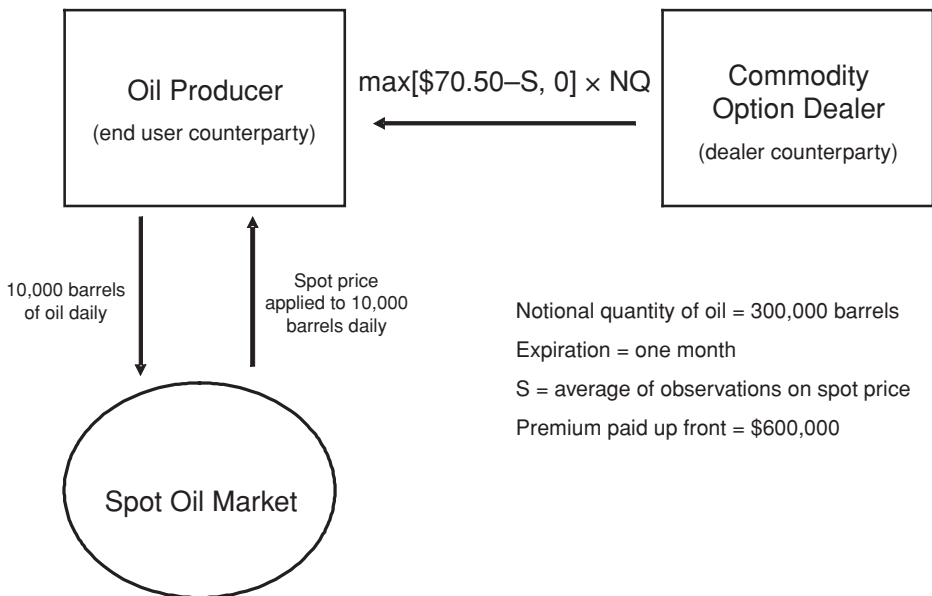 Oil Producer
(end user counterparty)
max[$70.50–S, 0] × NQ
Commodity
Option Dealer
(dealer counterparty)
10,000 barrels
of oil daily
Spot price
applied to 10,000
barrels daily
Notional quantity of oil = 300,000 barrels
Expiration = one month
S = average of observations on spot price
Premium paid up front = $600,000
Spot Oil Market